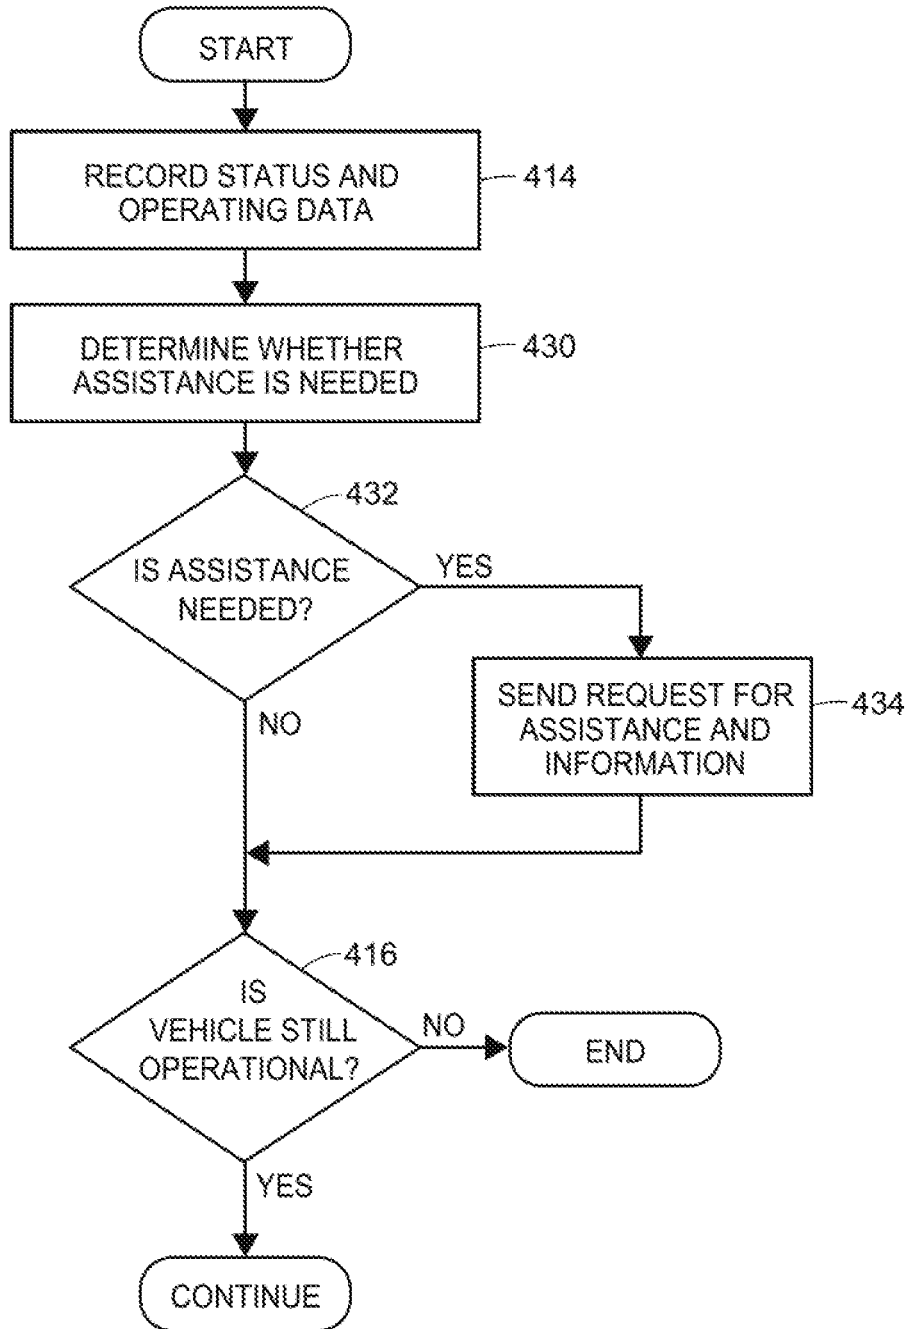 START
RECORD STATUS AND
OPERATING DATA
414
DETERMINE WHETHER
ASSISTANCE IS NEEDED
430
432
IS ASSISTANCE
NEEDED?
YES
NO
SEND REQUEST FOR
ASSISTANCE AND
INFORMATION
434
416
IS
VEHICLE STILL
OPERATIONAL?
NO
END
YES
CONTINUE